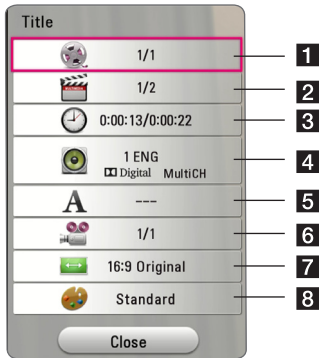 Title
1/1 1
1/2 2
0:00:13/0:00:22 3
1 ENG 4
Digital MultiCH
A --- 5
1/1 6
16:9 Original 7
Standard 8
Close